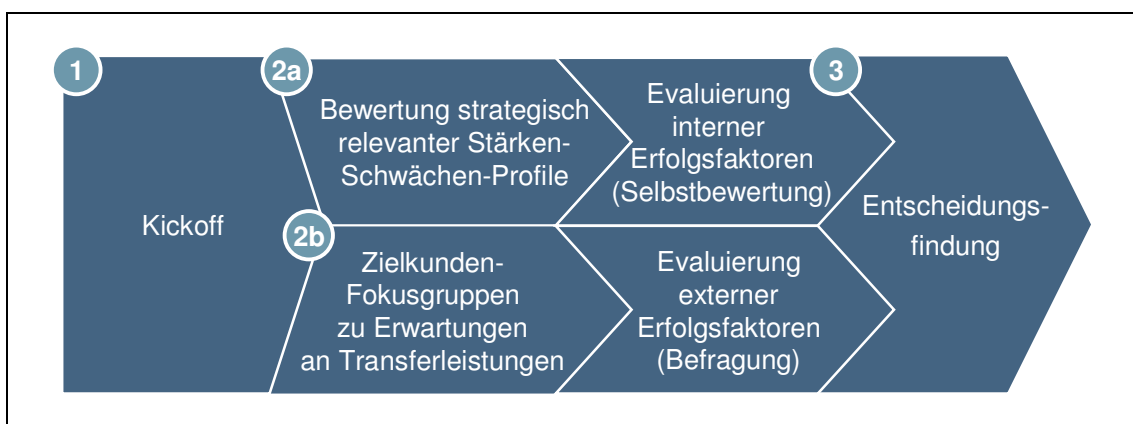 1
Kickoff
2a
Bewertung strategisch
relevanter Stärken-
Schwächen-Profile
Evaluierung
interner
Erfolgsfaktoren
(Selbstbewertung)
2b
Zielkunden-
Fokusgruppen
zu Erwartungen
an Transferleistungen
Evaluierung
externer
Erfolgsfaktoren
(Befragung)
3
Entscheidungs-
findung